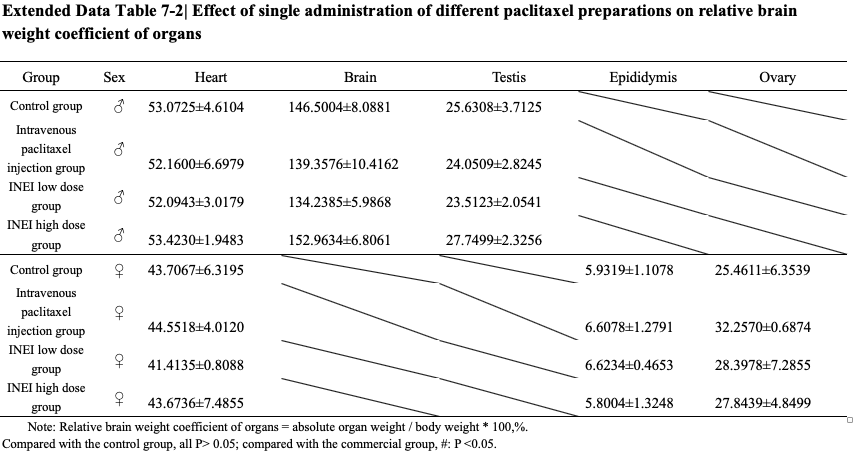 Extended Data Table 7-2| Effect of single administration of different paclitaxel preparations on relative brain
weight coefficient of organs
Group Sex Heart Brain Testis Epididymis Ovary
Control group ♂ 53.0725±4.6104 146.5004±8.0881 25.6308±3.7125
Intravenous
paclitaxel
injection group ♂ 52.1600±6.6979 139.3576±10.4162 24.0509±2.8245
INEI low dose
group ♂ 52.0943±3.0179 134.2385±5.9868 23.5123±2.0541
INEI high dose
group ♂ 53.4230±1.9483 152.9634±6.8061 27.7499±2.3256
Control group ♀ 43.7067±6.3195 5.9319±1.1078 25.4611±6.3539
Intravenous
paclitaxel
injection group ♀ 44.5518±4.0120 6.6078±1.2791 32.2570±0.6874
INEI low dose
group ♀ 41.4135±0.8088 6.6234±0.4653 28.3978±7.2855
INEI high dose
group ♀ 43.6736±7.4855 5.8004±1.3248 27.8439±4.8499
Note: Relative brain weight coefficient of organs = absolute organ weight / body weight * 100,%.
Compared with the control group, all P> 0.05; compared with the commercial group, #: P <0.05.